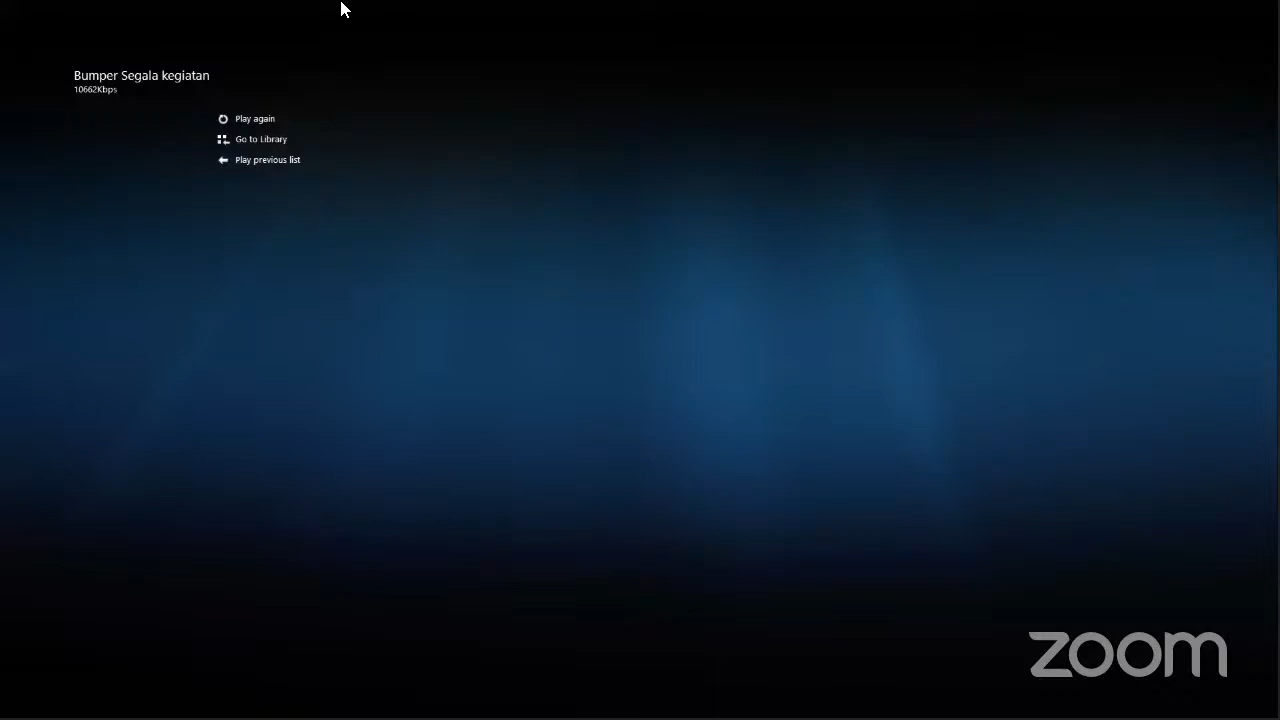 Bumper Segala kegiatan
10662Kbps
Play again
Go to Library
Play previous list
zoom